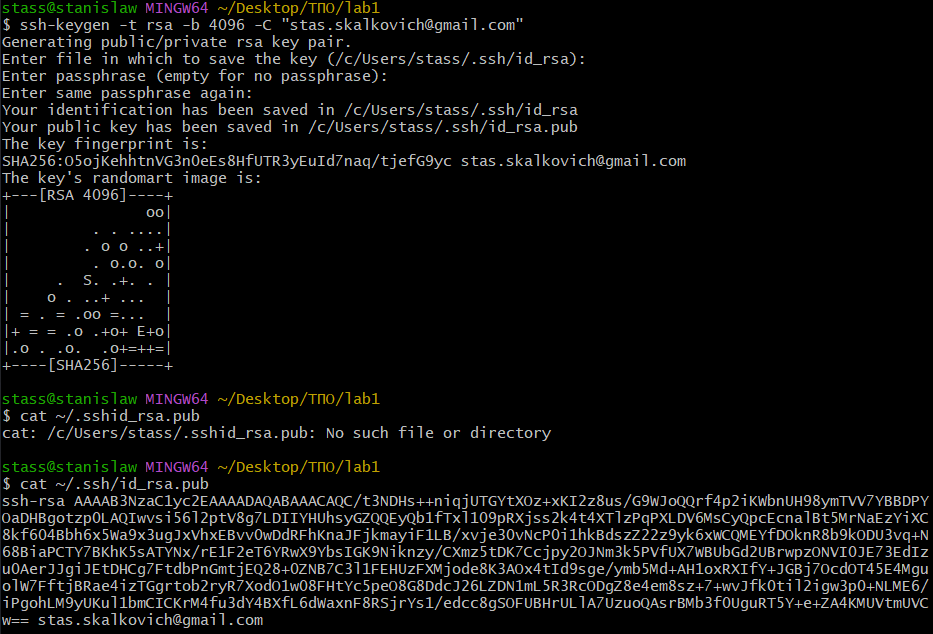 stass@stanislaw MINGW64 ~/Desktop/ТПО/lab1
$ ssh-keygen -t rsa -b 4096 -C "stas.skalkovich@gmail.com"
Generating public/private rsa key pair.
Enter file in which to save the key (/c/Users/stass/.ssh/id_rsa):
Enter passphrase (empty for no passphrase):
Enter same passphrase again:
Your identification has been saved in /c/Users/stass/.ssh/id_rsa
Your public key has been saved in /c/Users/stass/.ssh/id_rsa.pub
The key fingerprint is:
SHA256:O5ojKehhtnVG3nOeEs8HfUTR3yEuId7naq/tjefG9yc stas.skalkovich@gmail.com
The key's randomart image is:
+---[RSA 4096]----+
|               oo|
|         . . ....|
|        . o o ..+|
|         . o.o. o|
|     .  S. .+. . |
|    o . ..+ ...  |
| = . = .oo =...  |
|+ = = .o .+o+ E+o|
|.o . .o.  .o+=++=|
+----[SHA256]-----+
stass@stanislaw MINGW64 ~/Desktop/ТПО/lab1
$ cat ~/.sshid_rsa.pub
cat: /c/Users/stass/.sshid_rsa.pub: No such file or directory
stass@stanislaw MINGW64 ~/Desktop/ТПО/lab1
$ cat ~/.ssh/id_rsa.pub
ssh-rsa AAAAB3NzaC1yc2EAAAADAQABAAACAQC/t3NDHs++niqjUTGYtXOz+xKI2z8us/G9WJoQQrf4p2iKWbnUH98ymTVV7YBBDPY
OaDHBgotzp0LAQIwvsi56l2ptV8g7LDIIYHUhsyGZQQEyQb1fTxl1O9pRXjss2k4t4XTlzPqPXLDV6MsCyQpcEcnalBt5MrNaEzYiXC
8kf6O4Bbh6x5Wa9x3ugJxVhxEBvv0wDdRFhKnaJFjkmayiF1LB/xvje3OvNcP0i1hkBdszZ22z9yk6xWCQMEYfDOknR8b9kODU3vq+N
68BiaPCTY7BKhK5sATYNx/rE1F2eT6YRwX9YbsIGK9Niknzy/CXmz5tDK7Ccjpy2OJNm3k5PVfUX7WBUbGd2UBrwpzONVI0JE73EdIz
u0AerJJgiJEtDHCg7FtdbPnGmtjEQ28+OZNB7C3l1FEHUzFXMjode8K3AOx4tId9sge/ymb5Md+AH1oxRXIfY+JGBj7OcdOT45E4Mgu
olW7FftjBRae4izTGgrtob2ryR7XodO1w08FHtYc5peO8G8DdcJ26LZDN1mL5R3RcODgZ8e4em8sz+7+wvJfk0til2igw3p0+NLME6/
iPgohLM9yUKul1bmCICKrM4fu3dY4BXfL6dWaxnF8RSjrYs1/edcc8gSOFUBHrULlA7UzuoQAsrBMb3f0UguRT5Y+e+ZA4KMUVtmUVC
w== stas.skalkovich@gmail.com